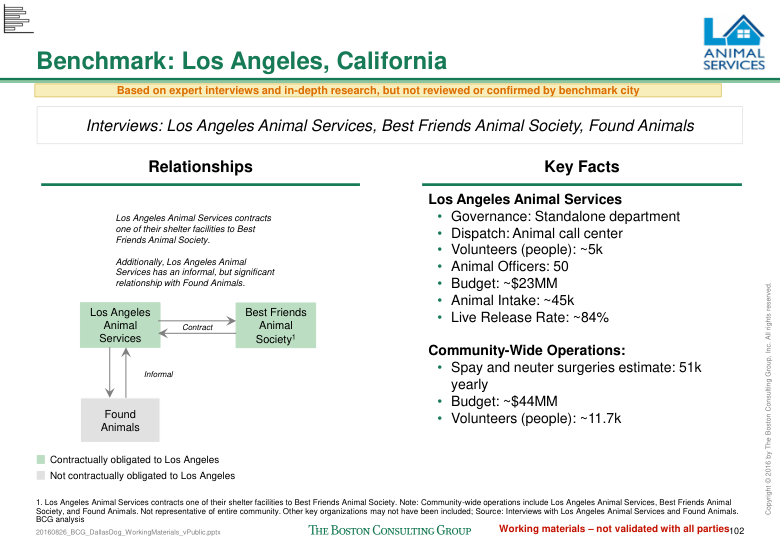 LA
ANIMAL
SERVICES
Benchmark: Los Angeles, California
Based on expert interviews and in-depth research, but not reviewed or confirmed by benchmark city
Interviews: Los Angeles Animal Services, Best Friends Animal Society, Found Animals
Relationships
Los Angeles Animal Services contracts
one of their shelter facilities to Best
Friends Animal Society.
Additionally, Los Angeles Animal
Services has an informal, but significant
relationship with Found Animals.
Los Angeles
Animal
Services
Contract
Best Friends
Animal
Society1
Informal
Found
Animals
Contractually obligated to Los Angeles
Not contractually obligated to Los Angeles
Key Facts
Los Angeles Animal Services
• Governance: Standalone department
• Dispatch: Animal call center
• Volunteers (people): ~5k
• Animal Officers: 50
• Budget: ~$23MM
• Animal Intake: ~45k
• Live Release Rate: ~84%
Community-Wide Operations:
• Spay and neuter surgeries estimate: 51k
yearly
• Budget: ~$44MM
• Volunteers (people): ~11.7k
1. Los Angeles Animal Services contracts one of their shelter facilities to Best Friends Animal Society. Note: Community-wide operations include Los Angeles Animal Services, Best Friends Animal
Society, and Found Animals. Not representative of entire community. Other key organizations may not have been included; Source: Interviews with Los Angeles Animal Services and Found Animals.
BCG analysis
20160826_BCG_DallasDog_WorkingMaterials_vPublic.pptx
THE BOSTON CONSULTING GROUP
Working materials – not validated with all parties
102
Copyright © 2016 by The Boston Consulting Group, Inc. All rights reserved.